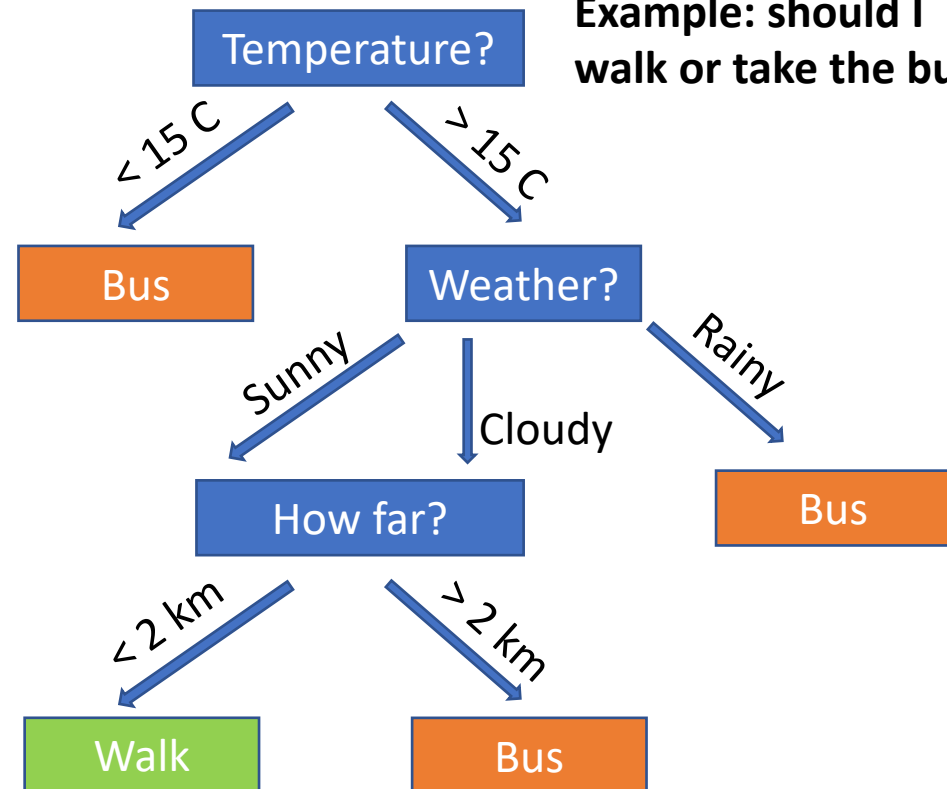 Example: should I
walk or take the
Temperature?
< 15 C
> 15 C
Bus
Weather?
Sunny
Cloudy
Rainy
How far?
Bus
< 2 km
> 2 km
Walk
Bus